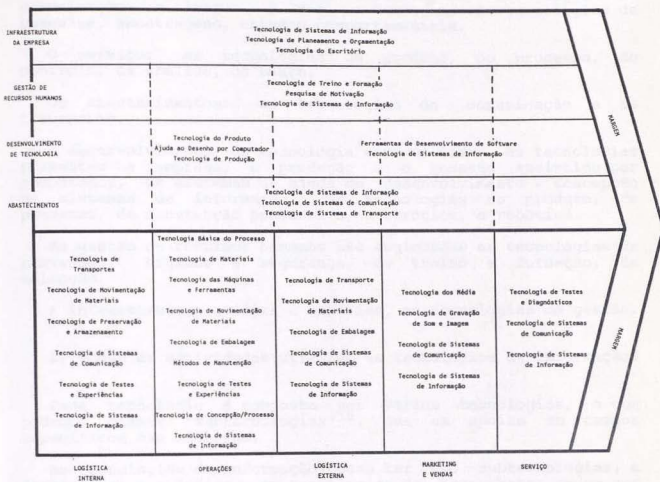 INFRAESTRUTURA
DA EMPRESA
Tecnologia de Sistemas de Informação
Tecnologia de Planeamento e Orçamentação
Tecnologia do Escritório
GESTÃO DE
RECURSOS HUMANOS
Tecnologia de Treino e Formação
Pesquisa de Motivação
Tecnologia de Sistemas de Informação
MARGEM
DESENVOLVIMENTO
DE TECNOLOGIA
Tecnologia do Produto
Ajuda ao Desenho por Computador
Tecnologia de Produção
Ferramentas de Desenvolvimento de Software
Tecnologia de Sistemas de Informação
ABASTECIMENTOS
Tecnologia de Sistemas de Informação
Tecnologia de Sistemas de Comunicação
Tecnologia de Sistemas de Transporte
Tecnologia de
Transportes
Tecnologia de Movimentação
de Materiais
Tecnologia de Preservação
e Armazenamento
Tecnologia de Sistemas
de Comunicação
Tecnologia de Testes
e Experiências
Tecnologia de Sistemas
de Informação
Tecnologia Básica do Processo
Tecnologia de Materiais
Tecnologia das Máquinas
e Ferramentas
Tecnologia de Movimentação
de Materiais
Tecnologia de Embalagem
Métodos de Manutenção
Tecnologia de Testes
e Experiências
Tecnologia de Concepção/Processo
Tecnologia de Sistemas
de Informação
Tecnologia de Transporte
Tecnologia de Movimentação
de Materiais
Tecnologia de Embalagem
Tecnologia de Sistemas
de Comunicação
Tecnologia de Sistemas
de Informação
Tecnologia dos Média
Tecnologia de Gravação
de Som e Imagem
Tecnologia de Sistemas
de Comunicação
Tecnologia de Sistemas
de Informação
Tecnologia de Testes
e Diagnósticos
Tecnologia de Sistemas
de Comunicação
Tecnologia de Sistemas
de Informação
MARGEM
LOGÍSTICA
INTERNA
OPERAÇÕES
LOGÍSTICA
EXTERNA
MARKETING
E VENDAS
SERVIÇO